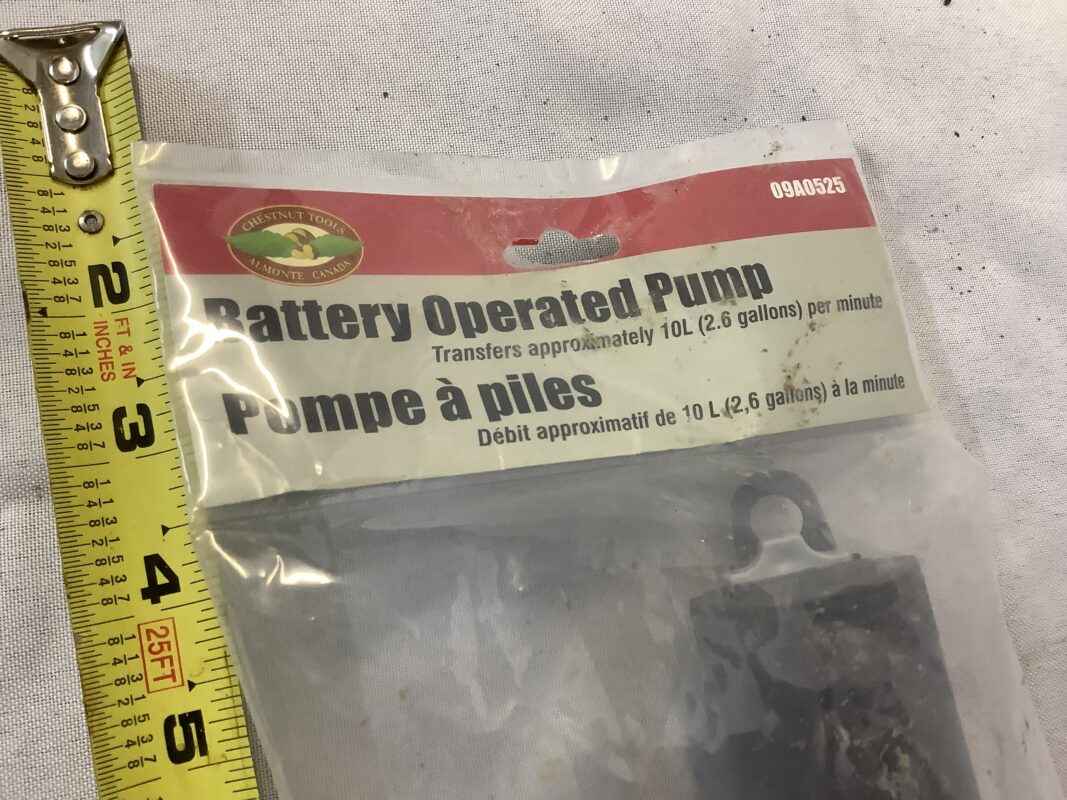 09A0525
CHESTNUT TOOLS
ALMONTE CANADA
Battery Operated Pump
Transfers approximately 10L (2.6 gallons) per minute
Pompe à piles
Débit approximatif de 10 L (2,6 gallons) à la minute
2
FT & IN
INCHES
3
4
25FT
5